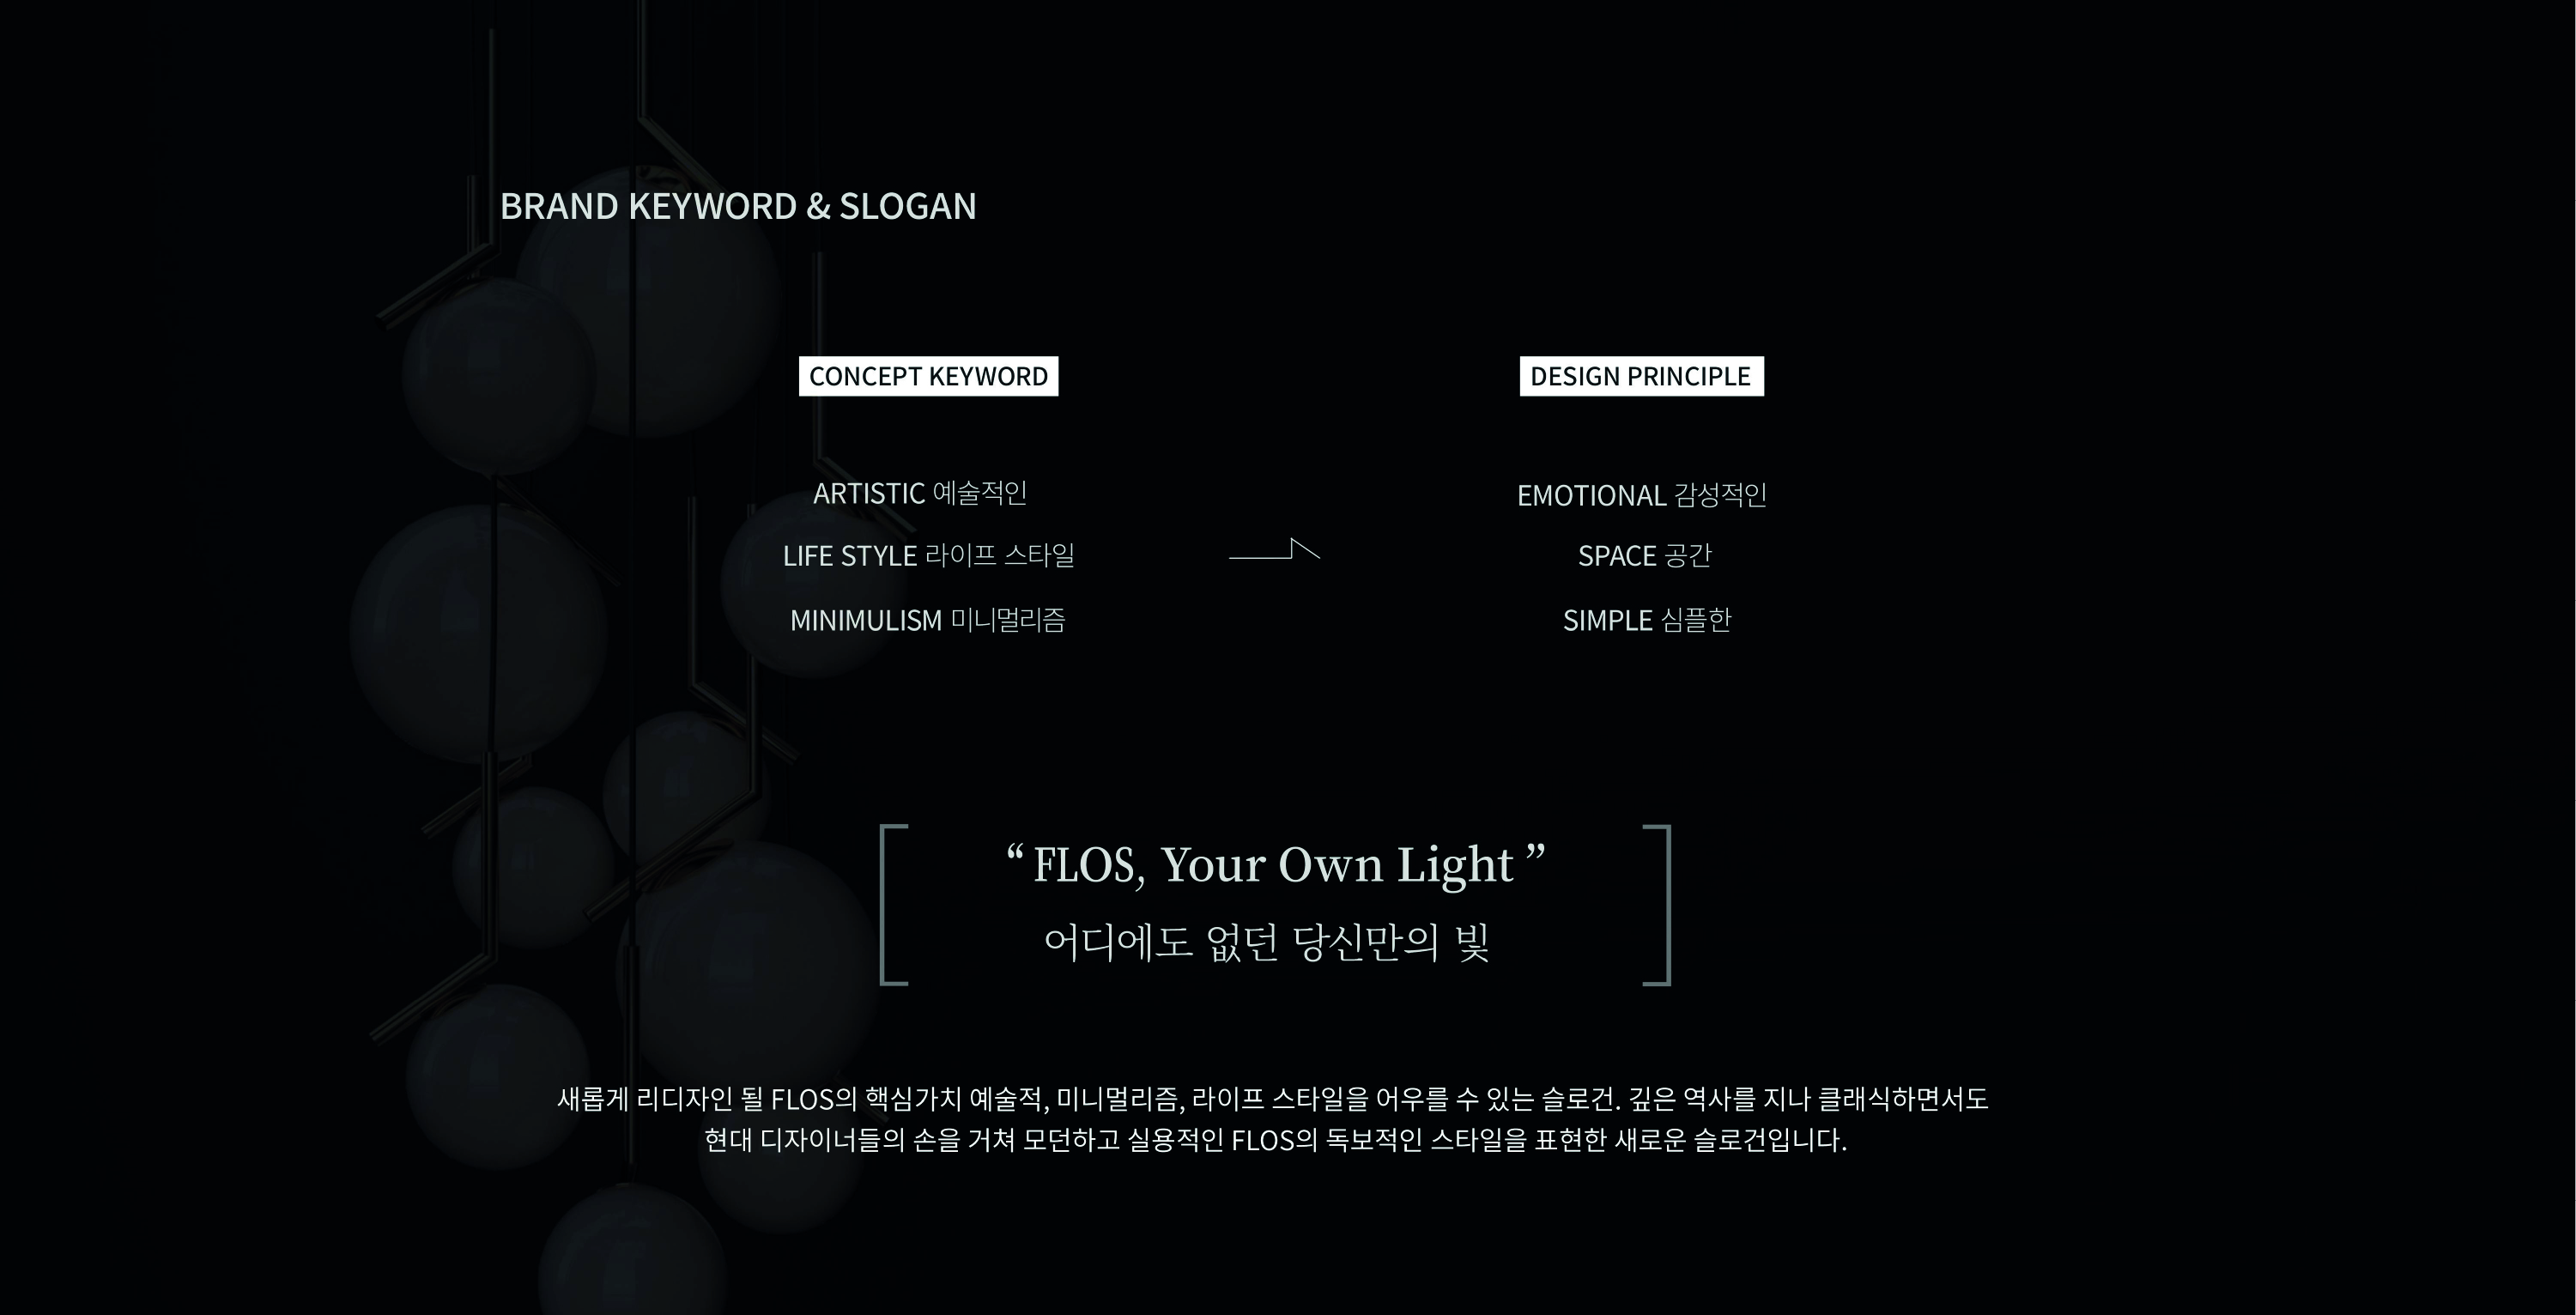 BRAND KEYWORD & SLOGAN
CONCEPT KEYWORD
ARTISTIC 예술적인
LIFE STYLE 라이프 스타일
MINIMULISM 미니멀리즘
DESIGN PRINCIPLE
EMOTIONAL 감성적인
SPACE 공간
SIMPLE 심플한
“ FLOS, Your Own Light ”
어디에도 없던 당신만의 빛
새롭게 리디자인 될 FLOS의 핵심가치 예술적, 미니멀리즘, 라이프 스타일을 어우를 수 있는 슬로건. 깊은 역사를 지나 클래식하면서도
현대 디자이너들의 손을 거쳐 모던하고 실용적인 FLOS의 독보적인 스타일을 표현한 새로운 슬로건입니다.